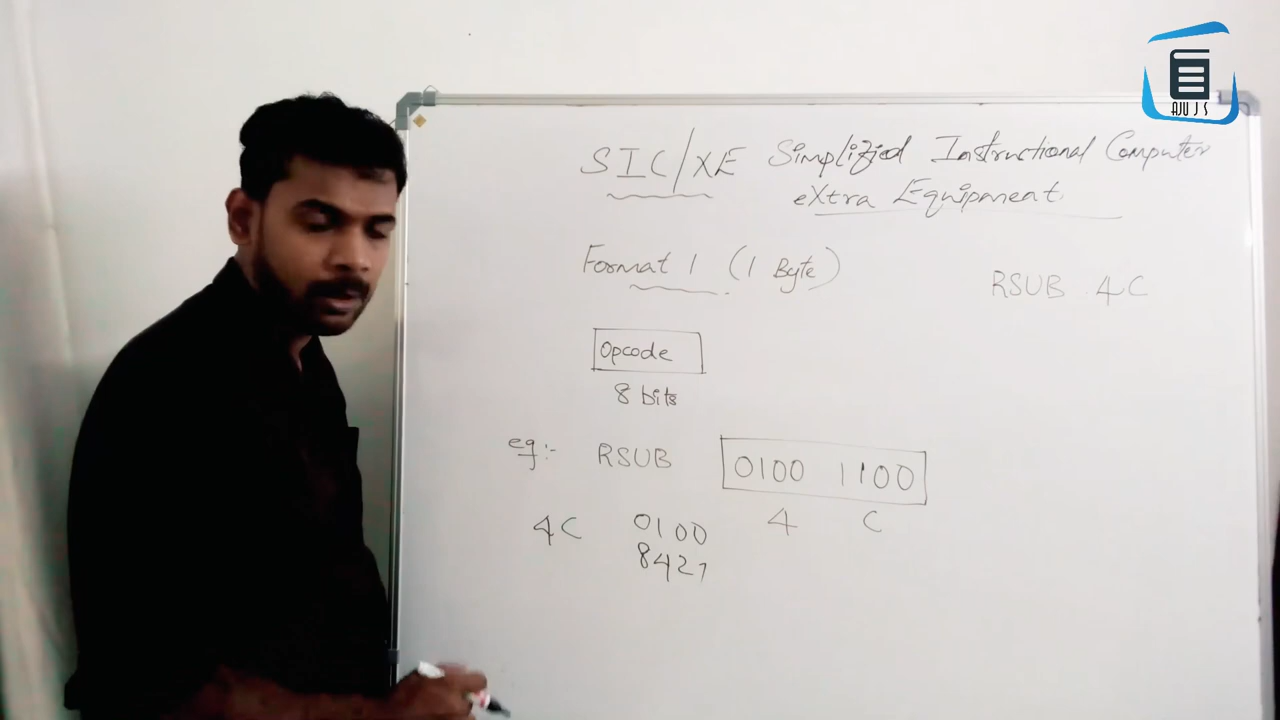 AJU J S
SIC/XE Simplified Instructional Computer
eXtra Equipment
Format 1 (1 Byte)
RSUB 4C
Opcode
8 bits
eg:- RSUB 0100 1100
4 C
4C 0100
8421